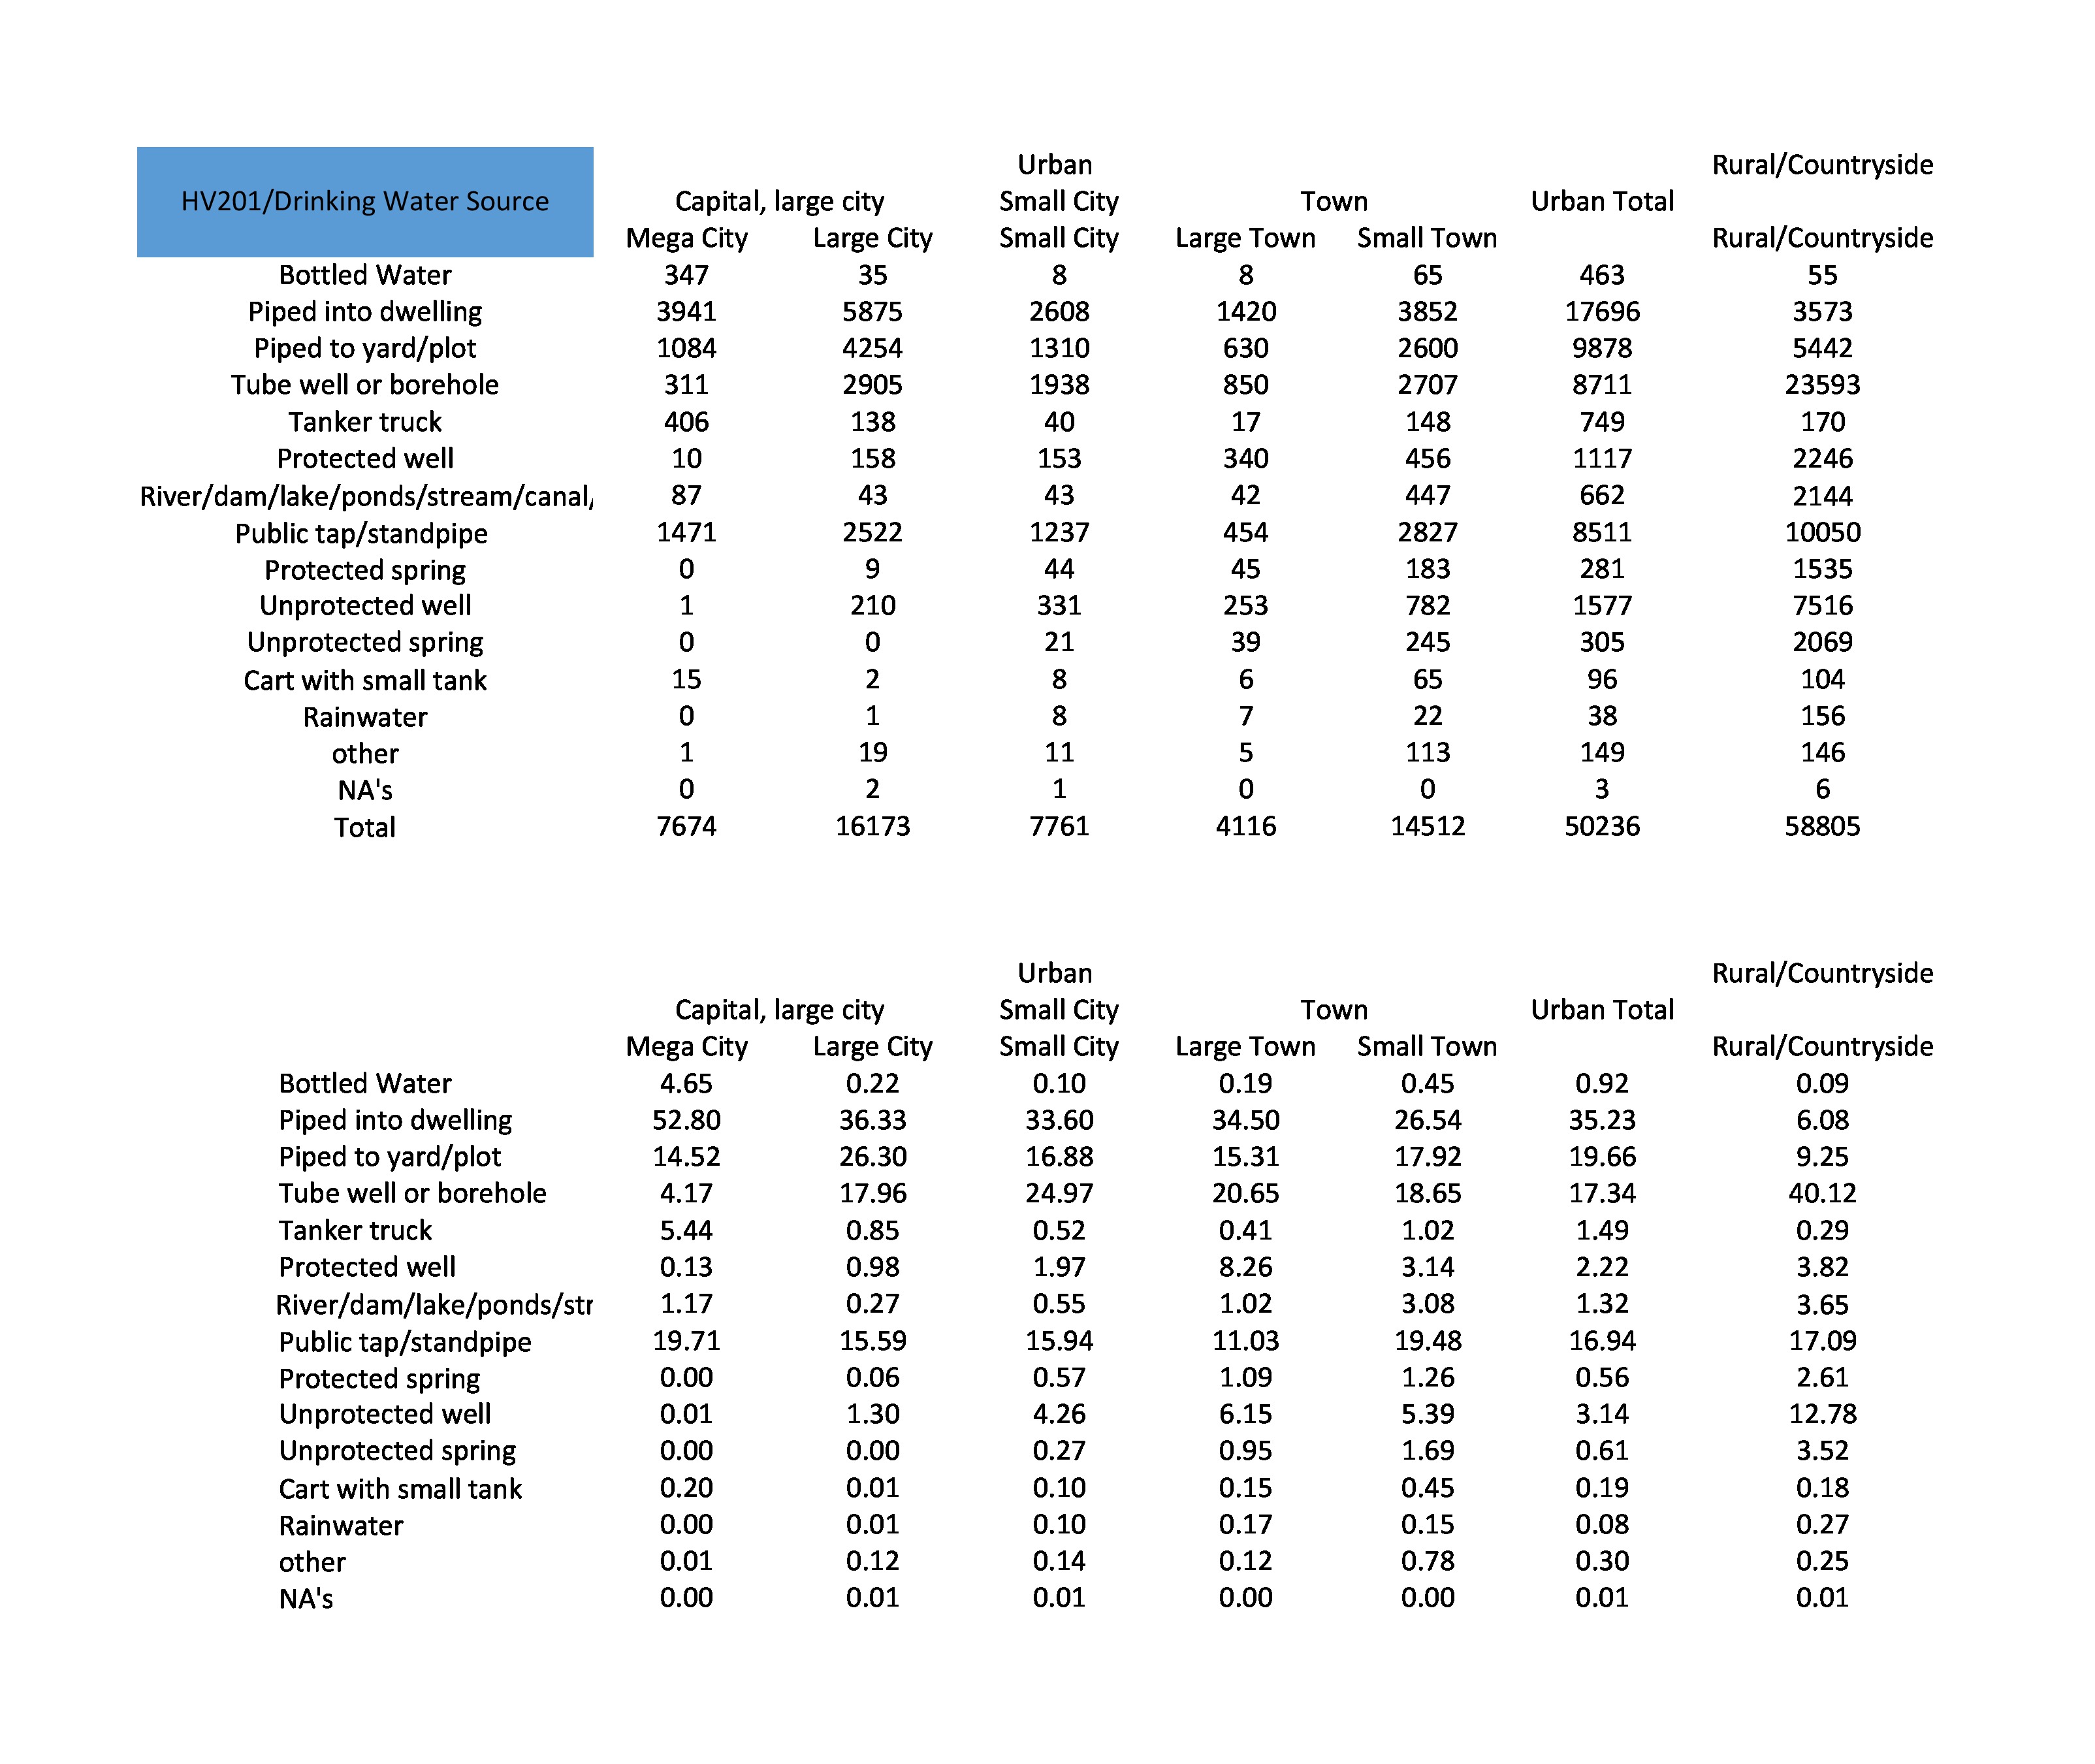 Urban Rural/Countryside
HV201/Drinking Water Source Capital, large city Small City Town Urban Total
Mega City Large City Small City Large Town Small Town Rural/Countryside
Bottled Water 347 35 8 8 65 463 55
Piped into dwelling 3941 5875 2608 1420 3852 17696 3573
Piped to yard/plot 1084 4254 1310 630 2600 9878 5442
Tube well or borehole 311 2905 1938 850 2707 8711 23593
Tanker truck 406 138 40 17 148 749 170
Protected well 10 158 153 340 456 1117 2246
River/dam/lake/ponds/stream/canal/ 87 43 43 42 447 662 2144
Public tap/standpipe 1471 2522 1237 454 2827 8511 10050
Protected spring 0 9 44 45 183 281 1535
Unprotected well 1 210 331 253 782 1577 7516
Unprotected spring 0 0 21 39 245 305 2069
Cart with small tank 15 2 8 6 65 96 104
Rainwater 0 1 8 7 22 38 156
other 1 19 11 5 113 149 146
NA's 0 2 1 0 0 3 6
Total 7674 16173 7761 4116 14512 50236 58805
Urban Rural/Countryside
Capital, large city Small City Town Urban Total
Mega City Large City Small City Large Town Small Town Rural/Countryside
Bottled Water 4.65 0.22 0.10 0.19 0.45 0.92 0.09
Piped into dwelling 52.80 36.33 33.60 34.50 26.54 35.23 6.08
Piped to yard/plot 14.52 26.30 16.88 15.31 17.92 19.66 9.25
Tube well or borehole 4.17 17.96 24.97 20.65 18.65 17.34 40.12
Tanker truck 5.44 0.85 0.52 0.41 1.02 1.49 0.29
Protected well 0.13 0.98 1.97 8.26 3.14 2.22 3.82
River/dam/lake/ponds/str 1.17 0.27 0.55 1.02 3.08 1.32 3.65
Public tap/standpipe 19.71 15.59 15.94 11.03 19.48 16.94 17.09
Protected spring 0.00 0.06 0.57 1.09 1.26 0.56 2.61
Unprotected well 0.01 1.30 4.26 6.15 5.39 3.14 12.78
Unprotected spring 0.00 0.00 0.27 0.95 1.69 0.61 3.52
Cart with small tank 0.20 0.01 0.10 0.15 0.45 0.19 0.18
Rainwater 0.00 0.01 0.10 0.17 0.15 0.08 0.27
other 0.01 0.12 0.14 0.12 0.78 0.30 0.25
NA's 0.00 0.01 0.01 0.00 0.00 0.01 0.01